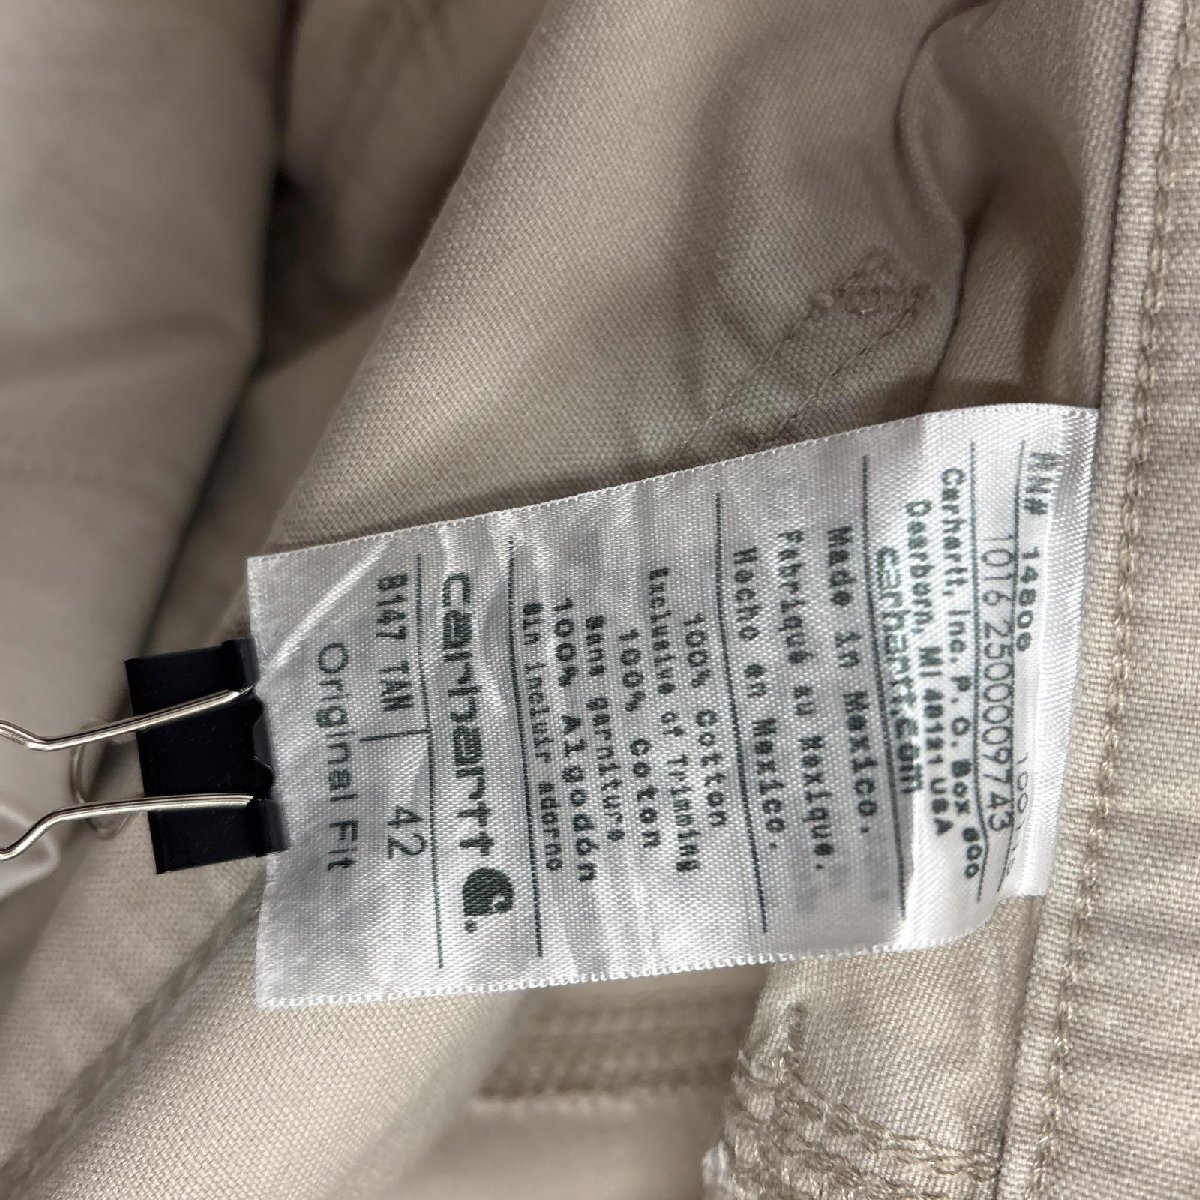 Original Fit
B147 TAN | 42
carhartt
100% Cotton
Exclusive of Trimming
100% Coton
Sans garniture
100% Algodón
Sin incluir adorno
Made in Mexico.
Fabriqué au Mexique.
Hecho en Mexico.
carhartt.com
Carhartt, Inc. P. O. Box 600
Dearborn, MI 48121 USA
1016 2500009743
RN# 14806